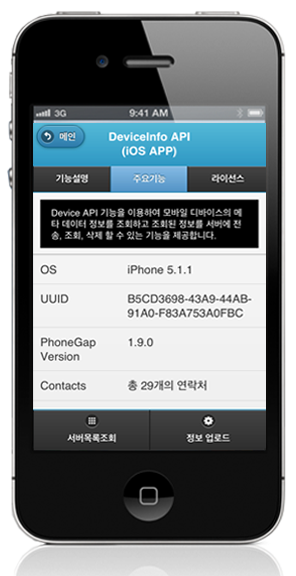 3G 9:41 AM
메인
DeviceInfo API
(iOS APP)
기능설명 주요기능 라이선스
Device API 기능을 이용하여 모바일 디바이스의 메
타 데이터 정보를 조회하고 조회된 정보를 서버에 전
송, 조회, 삭제 할 수 있는 기능을 제공합니다.
OS iPhone 5.1.1
UUID B5CD3698-43A9-44AB-
91A0-F83A753A0FBC
PhoneGap 1.9.0
Version
Contacts 총 29개의 연락처
서버목록조회 정보 업로드